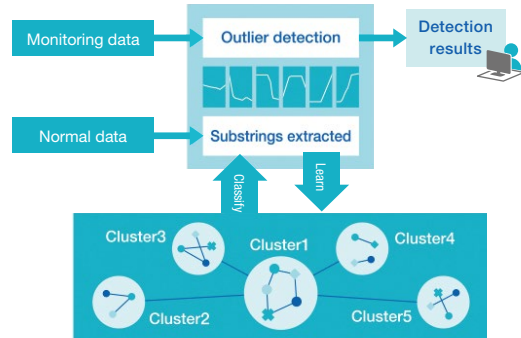 Monitoring data
Outlier detection
Detection
results
Normal data
Substrings extracted
Classify
Learn
Cluster3
Cluster1
Cluster4
Cluster2
Cluster5